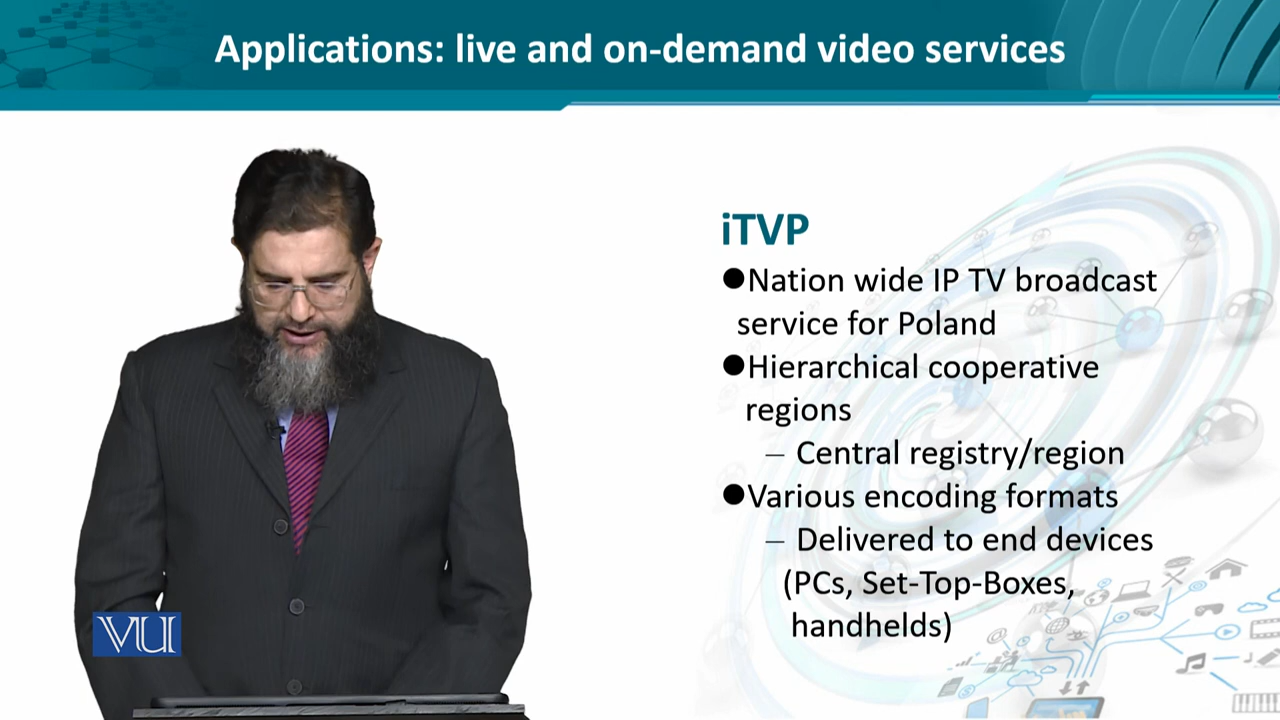 Applications: live and on-demand video services
iTVP
●Nation wide IP TV broadcast
service for Poland
●Hierarchical cooperative
regions
– Central registry/region
●Various encoding formats
– Delivered to end devices
(PCs, Set-Top-Boxes,
handhelds)
VU